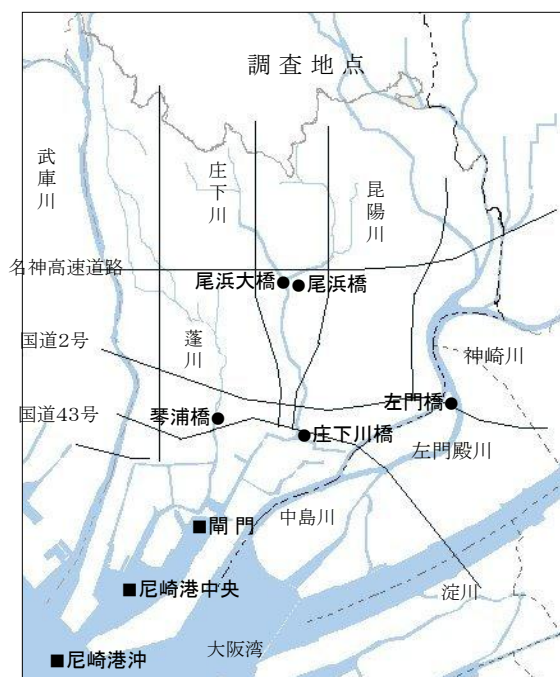 調査地点
武庫川
庄下川
昆陽川
名神高速道路
尾浜大橋
尾浜橋
国道2号
蓬川
神崎川
国道43号
琴浦橋
左門橋
庄下川橋
左門殿川
中島川
■閘門
■尼崎港中央
淀川
大阪湾
■尼崎港沖